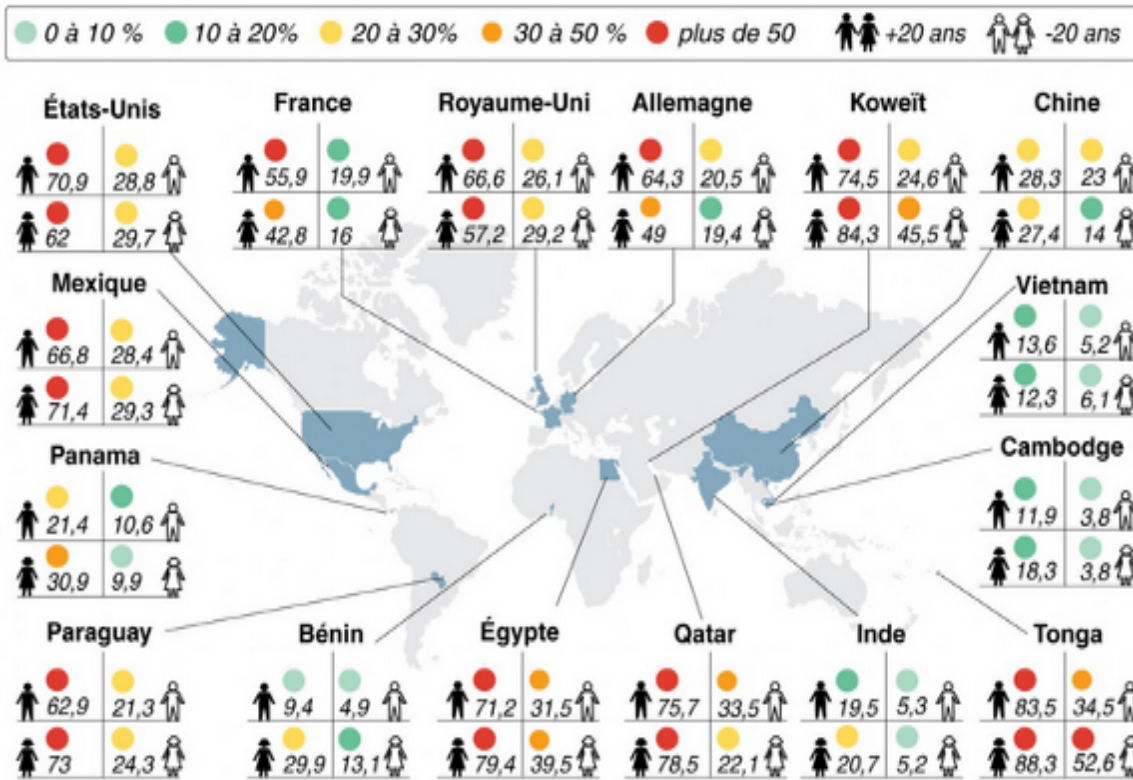 0 à 10 % 10 à 20% 20 à 30% 30 à 50 % plus de 50 +20 ans -20 ans
États-Unis
70,9 28,8
62 29,7
France
55,9 19,9
42,8 16
Royaume-Uni
66,6 26,1
57,2 29,2
Allemagne
64,3 20,5
49 19,4
Koweït
74,5 24,6
84,3 45,5
Chine
28,3 23
27,4 14
Mexique
66,8 28,4
71,4 29,3
Vietnam
13,6 5,2
12,3 6,1
Panama
21,4 10,6
30,9 9,9
Cambodge
11,9 3,8
18,3 3,8
Paraguay
62,9 21,3
73 24,3
Bénin
9,4 4,9
29,9 13,1
Égypte
71,2 31,5
79,4 39,5
Qatar
75,7 33,5
78,5 22,1
Inde
19,5 5,3
20,7 5,2
Tonga
83,5 34,5
88,3 52,6